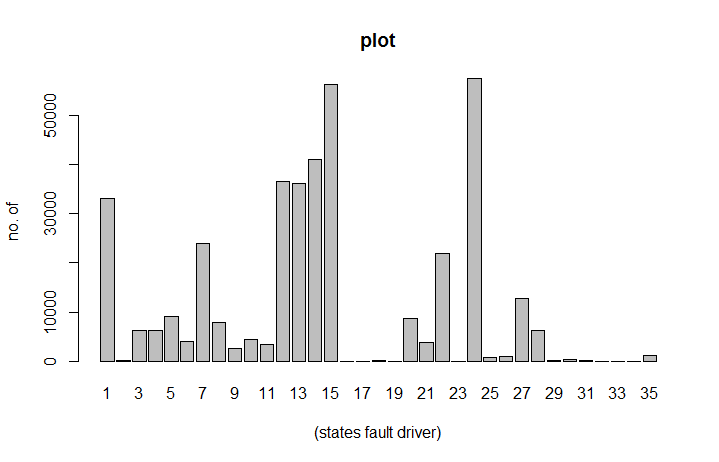 plot
no. of
50000
30000
10000
0
1 3 5 7 9 11 13 15 17 19 21 23 25 27 29 31 33 35
(states fault driver)